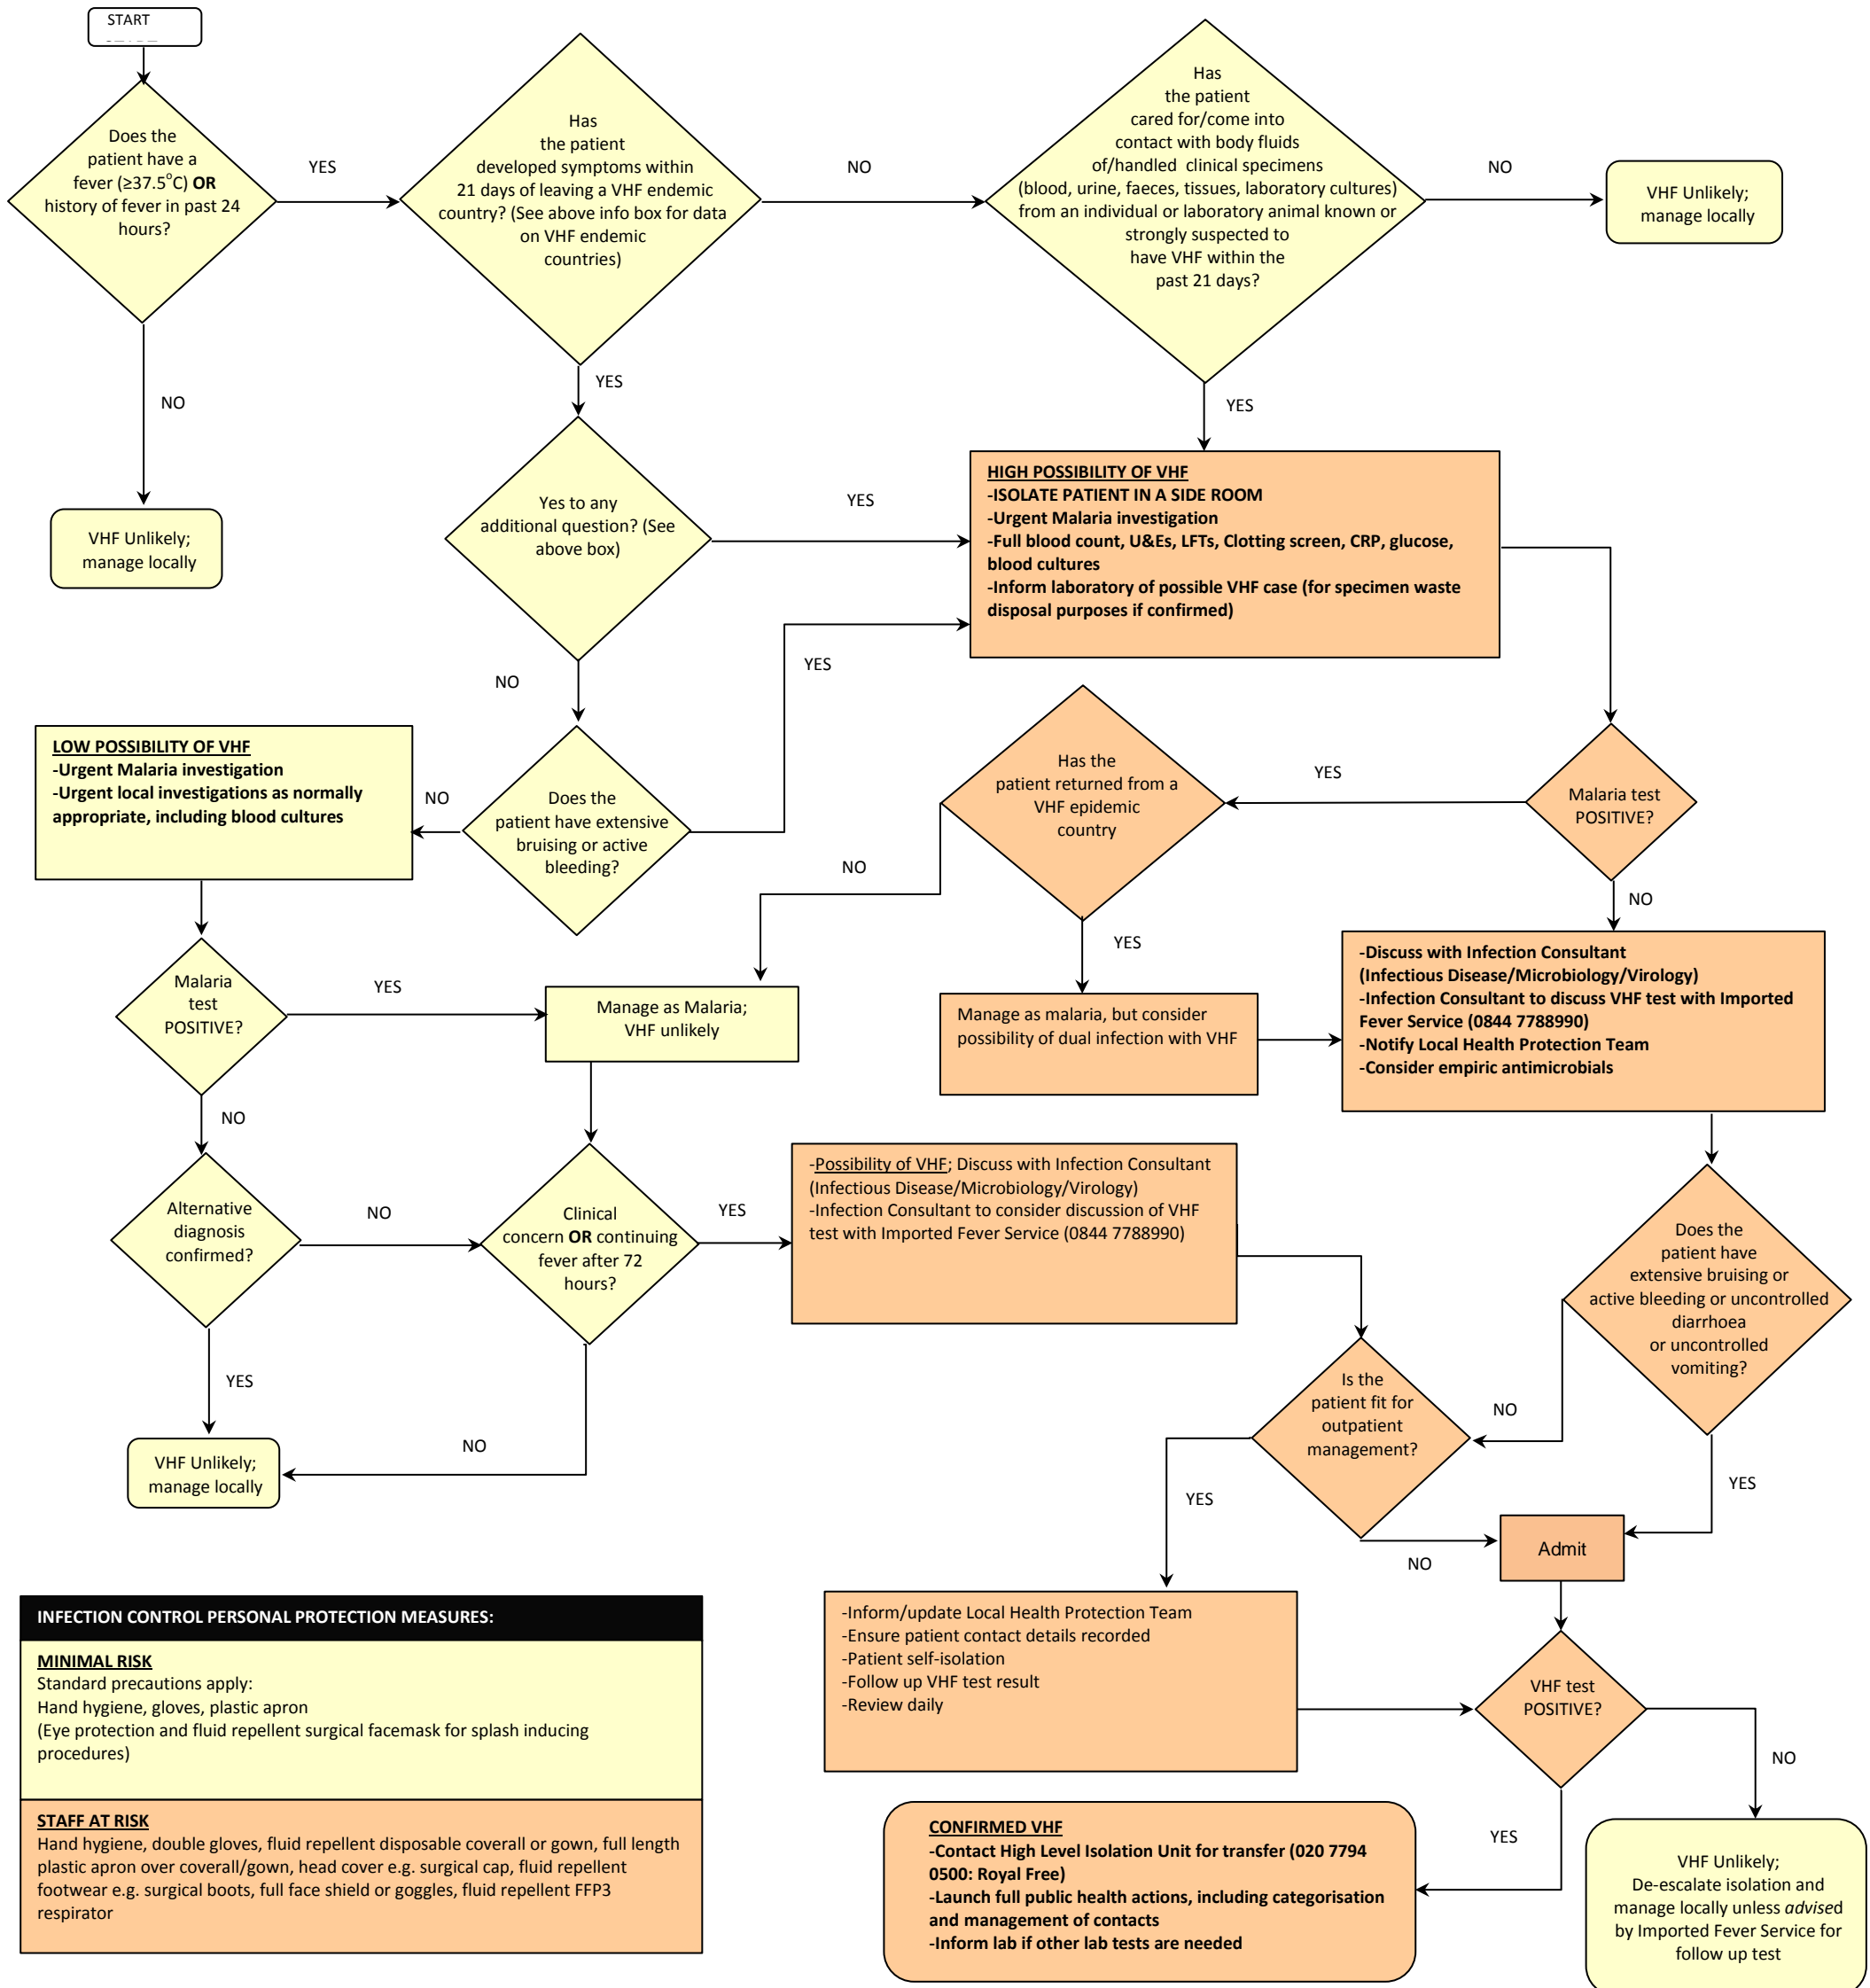 START
Does the
patient have a
fever (≥37.5°C) OR
history of fever in past 24
hours?
YES
NO
VHF Unlikely;
manage locally
Has
the patient
developed symptoms within
21 days of leaving a VHF endemic
country? (See above info box for data
on VHF endemic
countries)
NO
YES
Has
the patient
cared for/come into
contact with body fluids
of/handled clinical specimens
(blood, urine, faeces, tissues, laboratory cultures)
from an individual or laboratory animal known or
strongly suspected to
have VHF within the
past 21 days?
NO
VHF Unlikely;
manage locally
YES
Yes to any
additional question? (See
above box)
YES
NO
HIGH POSSIBILITY OF VHF
-ISOLATE PATIENT IN A SIDE ROOM
-Urgent Malaria investigation
-Full blood count, U&Es, LFTs, Clotting screen, CRP, glucose,
blood cultures
-Inform laboratory of possible VHF case (for specimen waste
disposal purposes if confirmed)
YES
LOW POSSIBILITY OF VHF
-Urgent Malaria investigation
-Urgent local investigations as normally
appropriate, including blood cultures
NO
Does the
patient have extensive
bruising or active
bleeding?
Has the
patient returned from a
VHF epidemic
country
YES
Malaria test
POSITIVE?
NO
NO
YES
Malaria
test
POSITIVE?
YES
NO
Manage as Malaria;
VHF unlikely
Manage as malaria, but consider
possibility of dual infection with VHF
-Discuss with Infection Consultant
(Infectious Disease/Microbiology/Virology)
-Infection Consultant to discuss VHF test with Imported
Fever Service (0844 7788990)
-Notify Local Health Protection Team
-Consider empiric antimicrobials
Alternative
diagnosis
confirmed?
NO
YES
Clinical
concern OR continuing
fever after 72
hours?
YES
NO
-Possibility of VHF; Discuss with Infection Consultant
(Infectious Disease/Microbiology/Virology)
-Infection Consultant to consider discussion of VHF
test with Imported Fever Service (0844 7788990)
Does the
patient have
extensive bruising or
active bleeding or uncontrolled
diarrhoea
or uncontrolled
vomiting?
NO
YES
VHF Unlikely;
manage locally
Is the
patient fit for
outpatient
management?
YES
NO
Admit
-Inform/update Local Health Protection Team
-Ensure patient contact details recorded
-Patient self-isolation
-Follow up VHF test result
-Review daily
VHF test
POSITIVE?
NO
YES
INFECTION CONTROL PERSONAL PROTECTION MEASURES:
MINIMAL RISK
Standard precautions apply:
Hand hygiene, gloves, plastic apron
(Eye protection and fluid repellent surgical facemask for splash inducing
procedures)
STAFF AT RISK
Hand hygiene, double gloves, fluid repellent disposable coverall or gown, full length
plastic apron over coverall/gown, head cover e.g. surgical cap, fluid repellent
footwear e.g. surgical boots, full face shield or goggles, fluid repellent FFP3
respirator
CONFIRMED VHF
-Contact High Level Isolation Unit for transfer (020 7794
0500: Royal Free)
-Launch full public health actions, including categorisation
and management of contacts
-Inform lab if other lab tests are needed
VHF Unlikely;
De-escalate isolation and
manage locally unless advised
by Imported Fever Service for
follow up test